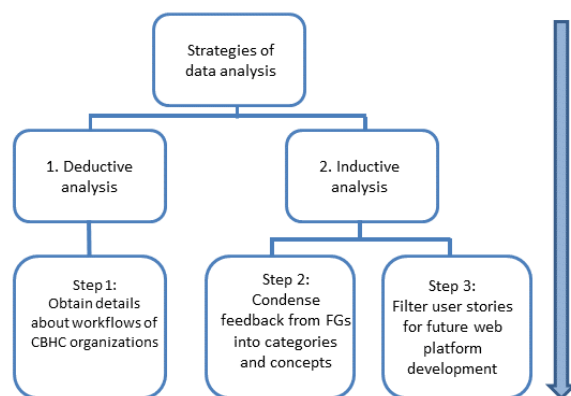 Strategies of
data analysis
1. Deductive
analysis
2. Inductive
analysis
Step 1:
Obtain details
about workflows of
CBHC organizations
Step 2:
Condense
feedback from FGs
into categories
and concepts
Step 3:
Filter user stories
for future web
platform
development